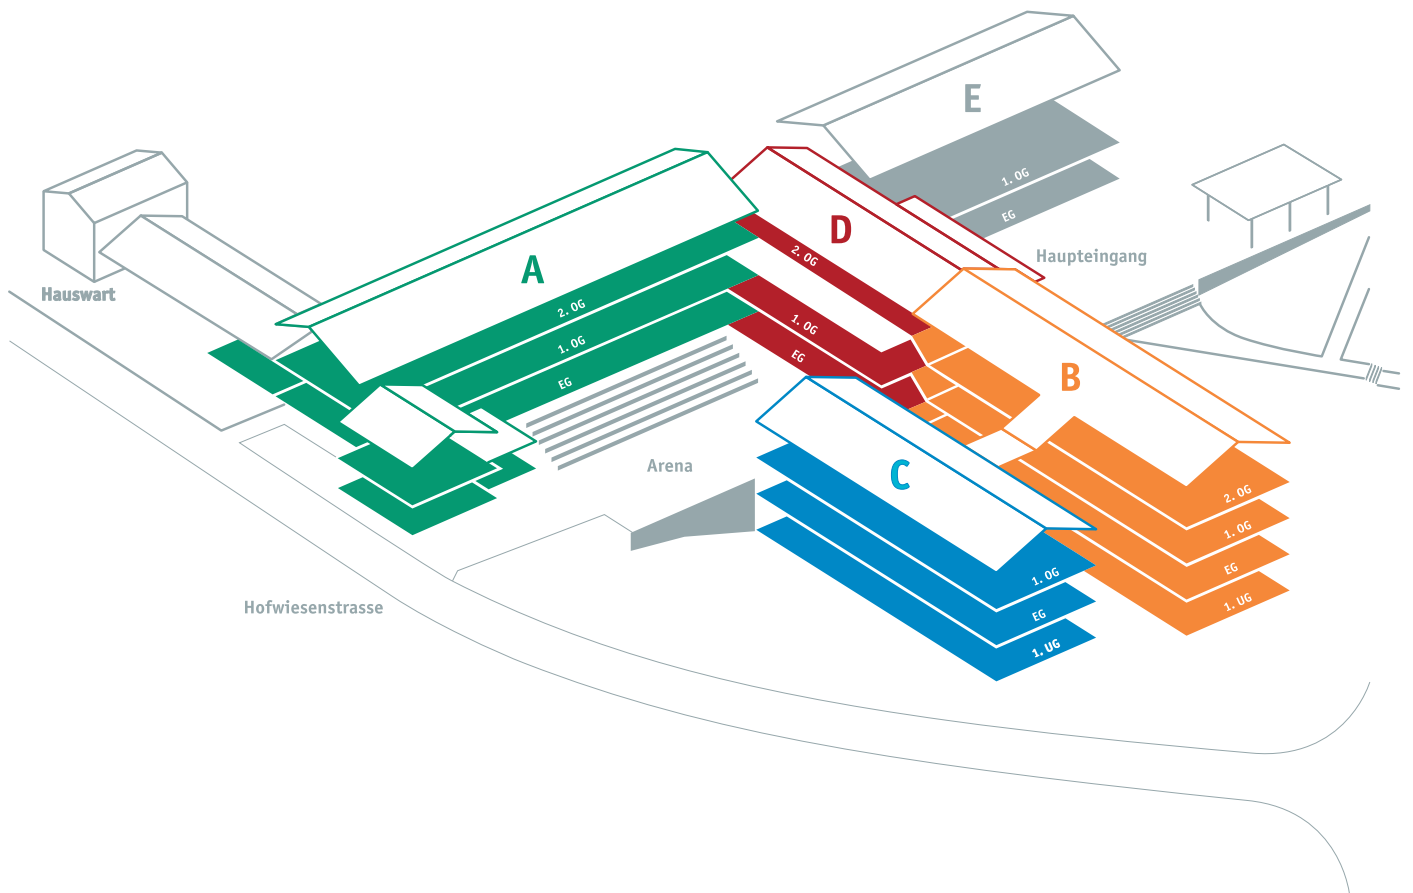 E
1. OG
EG
D
2. OG
1. OG
EG
Haupteingang
A
2. OG
1. OG
EG
Hauswart
B
2. OG
1. OG
EG
1. UG
Arena
C
1. OG
EG
1. UG
Hofwiesenstrasse